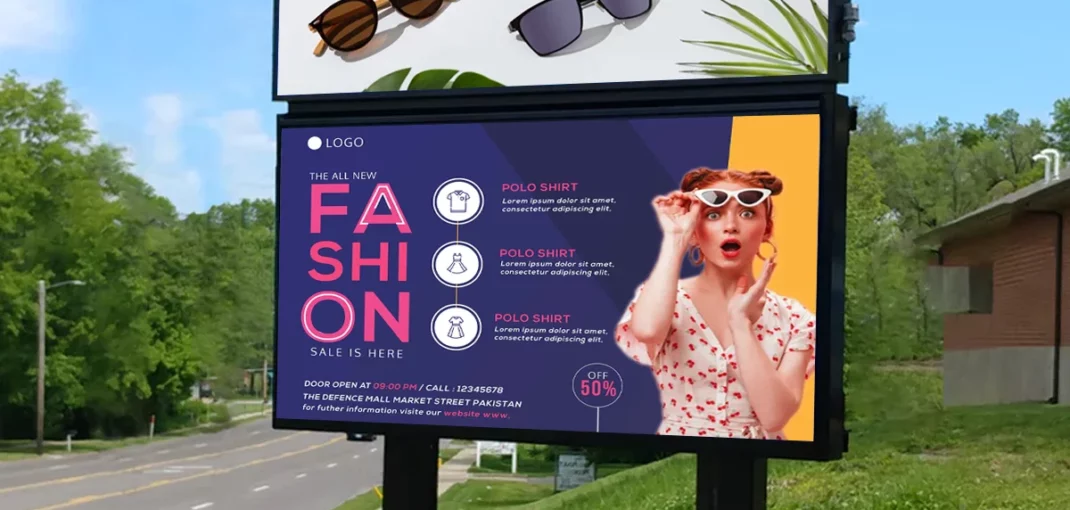 LOGO
THE ALL NEW
FA
SHI
ON
SALE IS HERE
POLO SHIRT
Lorem ipsum dolor sit amet,
consectetur adipiscing elit.
POLO SHIRT
Lorem ipsum dolor sit amet,
consectetur adipiscing elit.
POLO SHIRT
Lorem ipsum dolor sit amet,
consectetur adipiscing elit.
OFF
50%
DOOR OPEN AT 09:00 PM / CALL : 12345678
THE DEFENCE MALL MARKET STREET PAKISTAN
for futher information visite our website www.